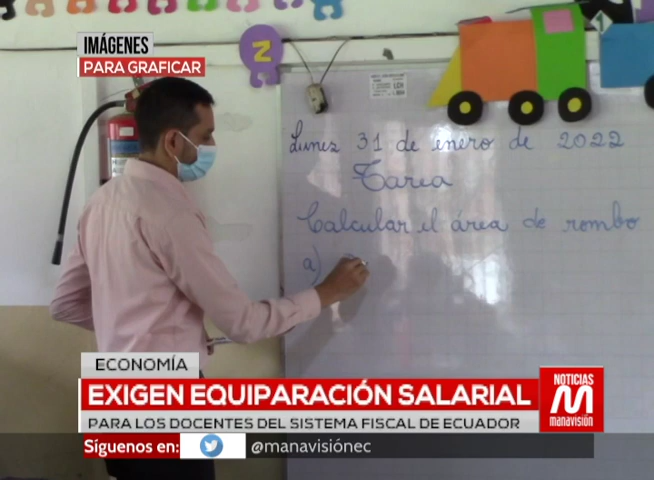 IMÁGENES
PARA GRAFICAR
N
Lunes 31 de enero de 2022
Tarea
Calcular el área de rombo
a)
ECONOMÍA
EXIGEN EQUIPARACIÓN SALARIAL
PARA LOS DOCENTES DEL SISTEMA FISCAL DE ECUADOR
NOTICIAS
M
manavisión
Síguenos en: @manavisiónec